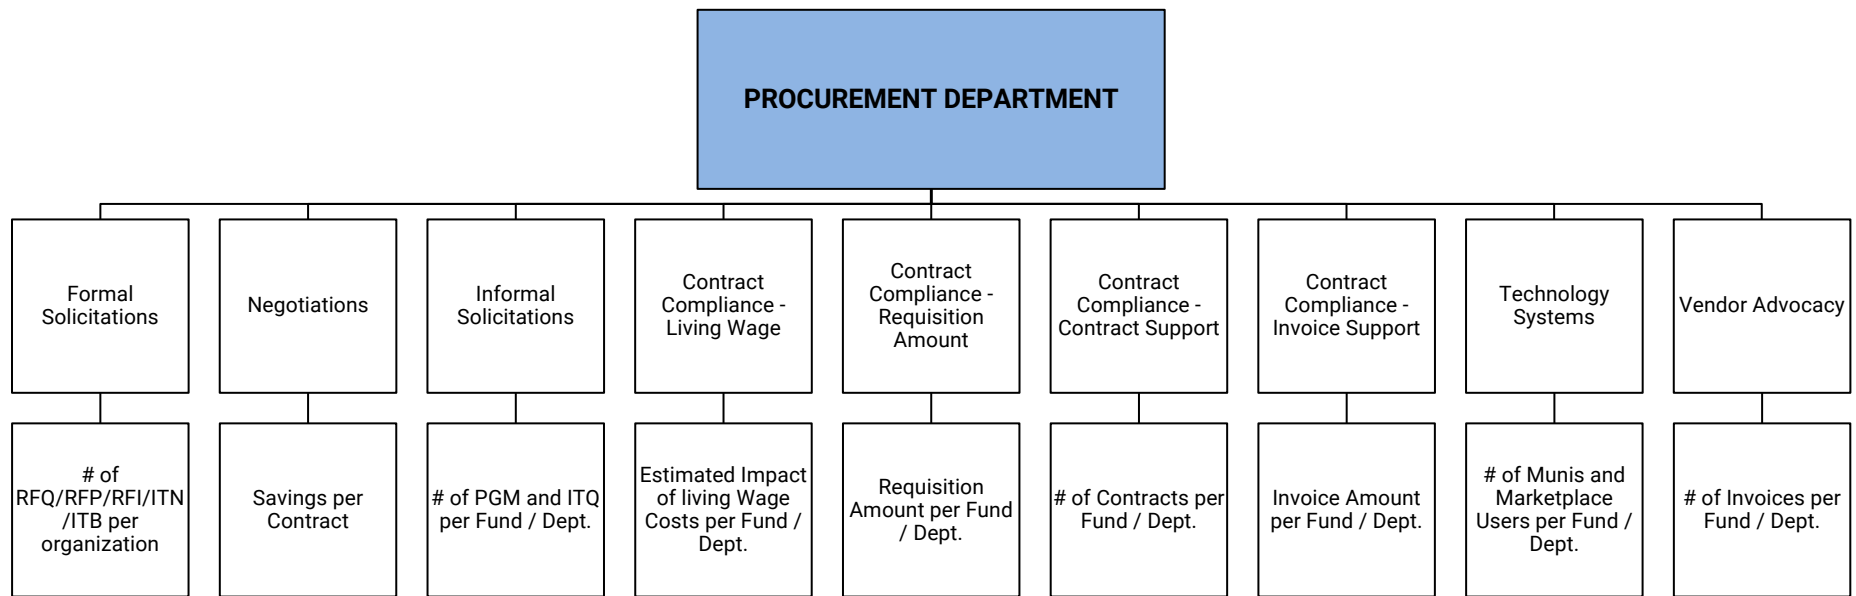 PROCUREMENT DEPARTMENT
Formal
Solicitations
Negotiations
Informal
Solicitations
Contract
Compliance -
Living Wage
Contract
Compliance -
Requisition
Amount
Contract
Compliance -
Contract Support
Contract
Compliance -
Invoice Support
Technology
Systems
Vendor Advocacy
# of
RFQ/RFP/RFI/ITN
/ITB per
organization
Savings per
Contract
# of PGM and ITQ
per Fund / Dept.
Estimated Impact
of living Wage
Costs per Fund /
Dept.
Requisition
Amount per Fund
/ Dept.
# of Contracts per
Fund / Dept.
Invoice Amount
per Fund / Dept.
# of Munis and
Marketplace
Users per Fund /
Dept.
# of Invoices per
Fund / Dept.